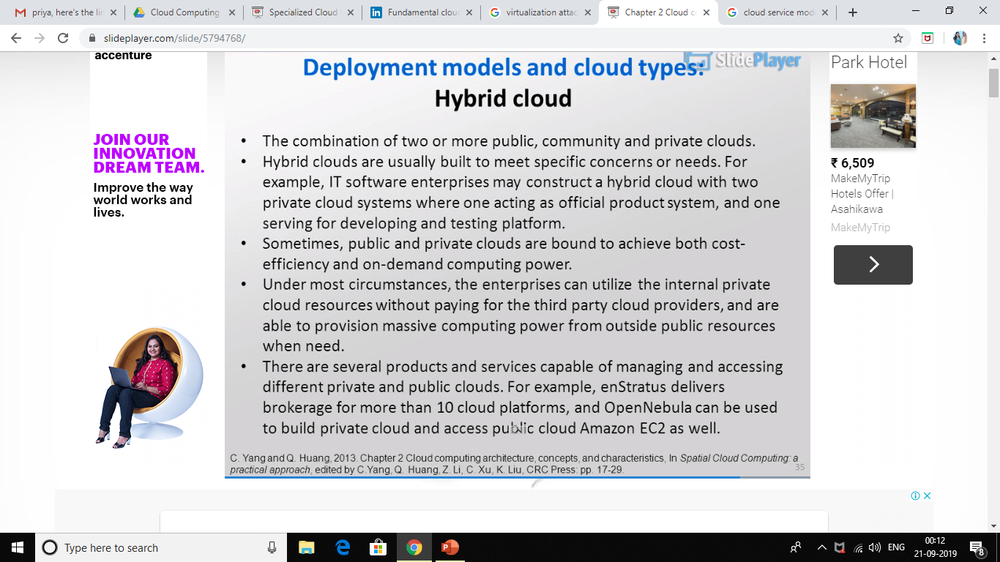 priya, here's the lin
Cloud Computing
Specialized Cloud
Fundamental clou
virtualization attac
Chapter 2 Cloud c
cloud service mod
slideplayer.com/slide/5794768/
accenture
JOIN OUR
INNOVATION
DREAM TEAM.
Improve the way
world works and
lives.
SlidePlayer
Deployment models and cloud types:
Hybrid cloud
• The combination of two or more public, community and private clouds.
• Hybrid clouds are usually built to meet specific concerns or needs. For
example, IT software enterprises may construct a hybrid cloud with two
private cloud systems where one acting as official product system, and one
serving for developing and testing platform.
• Sometimes, public and private clouds are bound to achieve both cost-
efficiency and on-demand computing power.
• Under most circumstances, the enterprises can utilize the internal private
cloud resources without paying for the third party cloud providers, and are
able to provision massive computing power from outside public resources
when need.
• There are several products and services capable of managing and accessing
different private and public clouds. For example, enStratus delivers
brokerage for more than 10 cloud platforms, and OpenNebula can be used
to build private cloud and access public cloud Amazon EC2 as well.
C. Yang and Q. Huang, 2013. Chapter 2 Cloud computing architecture, concepts, and characteristics, In Spatial Cloud Computing: a
practical approach, edited by C.Yang, Q. Huang, Z. Li, C. Xu, K. Liu, CRC Press: pp. 17-29.
35
Park Hotel
₹ 6,509
MakeMyTrip
Hotels Offer |
Asahikawa
MakeMyTrip
Type here to search
ENG
00:12
21-09-2019
8